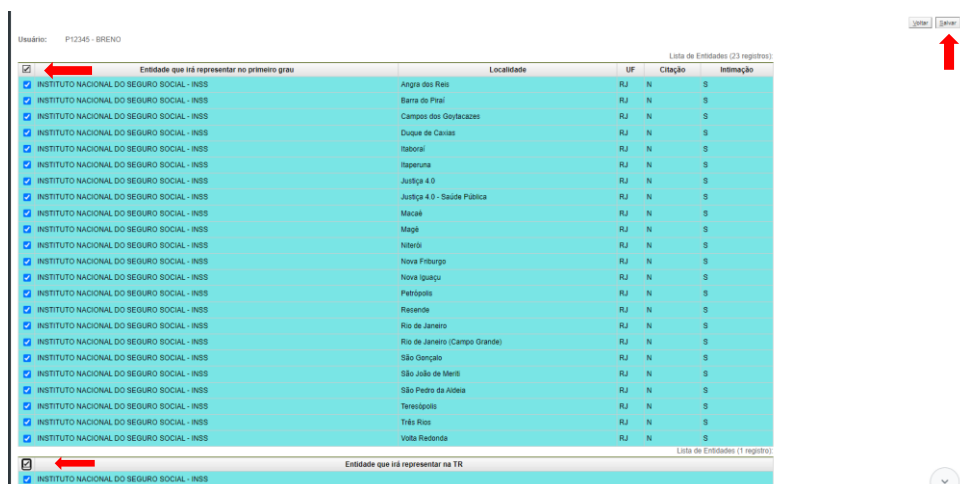 Voltar Salvar
Usuário: P12345 - BRENO
Lista de Entidades (23 registros):
Entidade que irá representar no primeiro grau Localidade UF Citação Intimação
INSTITUTO NACIONAL DO SEGURO SOCIAL - INSS Angra dos Reis RJ N S
INSTITUTO NACIONAL DO SEGURO SOCIAL - INSS Barra do Piraí RJ N S
INSTITUTO NACIONAL DO SEGURO SOCIAL - INSS Campos dos Goytacazes RJ N S
INSTITUTO NACIONAL DO SEGURO SOCIAL - INSS Duque de Caxias RJ N S
INSTITUTO NACIONAL DO SEGURO SOCIAL - INSS Itaboraí RJ N S
INSTITUTO NACIONAL DO SEGURO SOCIAL - INSS Itaperuna RJ N S
INSTITUTO NACIONAL DO SEGURO SOCIAL - INSS Justiça 4.0 RJ N S
INSTITUTO NACIONAL DO SEGURO SOCIAL - INSS Justiça 4.0 - Saúde Pública RJ N S
INSTITUTO NACIONAL DO SEGURO SOCIAL - INSS Macaé RJ N S
INSTITUTO NACIONAL DO SEGURO SOCIAL - INSS Magé RJ N S
INSTITUTO NACIONAL DO SEGURO SOCIAL - INSS Niterói RJ N S
INSTITUTO NACIONAL DO SEGURO SOCIAL - INSS Nova Friburgo RJ N S
INSTITUTO NACIONAL DO SEGURO SOCIAL - INSS Nova Iguaçu RJ N S
INSTITUTO NACIONAL DO SEGURO SOCIAL - INSS Petrópolis RJ N S
INSTITUTO NACIONAL DO SEGURO SOCIAL - INSS Resende RJ N S
INSTITUTO NACIONAL DO SEGURO SOCIAL - INSS Rio de Janeiro RJ N S
INSTITUTO NACIONAL DO SEGURO SOCIAL - INSS Rio de Janeiro (Campo Grande) RJ N S
INSTITUTO NACIONAL DO SEGURO SOCIAL - INSS São Gonçalo RJ N S
INSTITUTO NACIONAL DO SEGURO SOCIAL - INSS São João de Meriti RJ N S
INSTITUTO NACIONAL DO SEGURO SOCIAL - INSS São Pedro da Aldeia RJ N S
INSTITUTO NACIONAL DO SEGURO SOCIAL - INSS Teresópolis RJ N S
INSTITUTO NACIONAL DO SEGURO SOCIAL - INSS Três Rios RJ N S
INSTITUTO NACIONAL DO SEGURO SOCIAL - INSS Volta Redonda RJ N S
Lista de Entidades (1 registro):
Entidade que irá representar na TR
INSTITUTO NACIONAL DO SEGURO SOCIAL - INSS